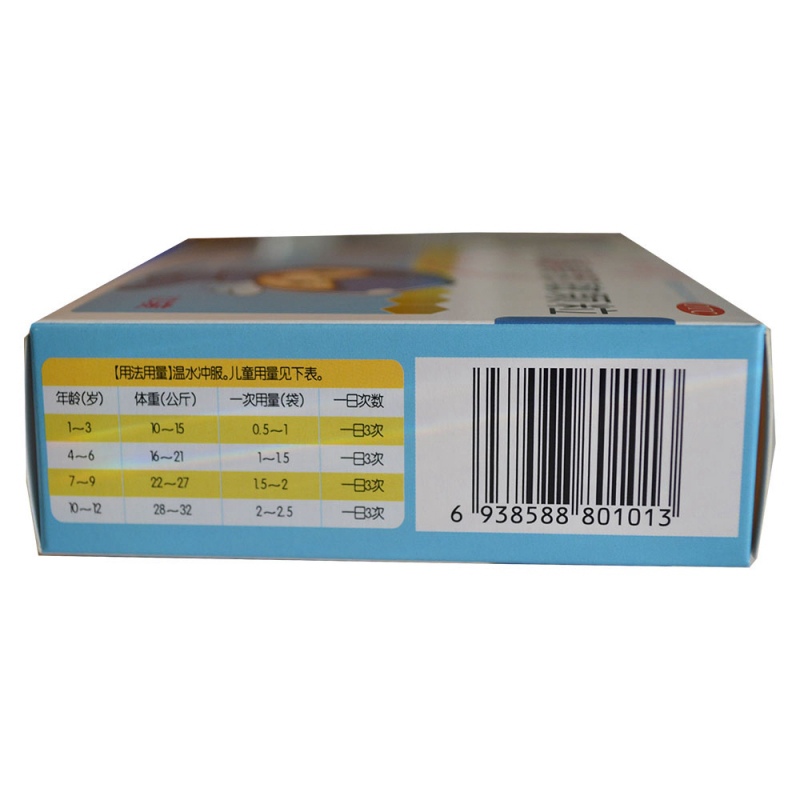 【用法用量】温水冲服。儿童用量见下表。
年龄(岁) 体重(公斤) 一次用量(袋) 一日次数
1~3 10~15 0.5~1 一日3次
4~6 16~21 1~1.5 一日3次
7~9 22~27 1.5~2 一日3次
10~12 28~32 2~2.5 一日3次
6 938588 801013